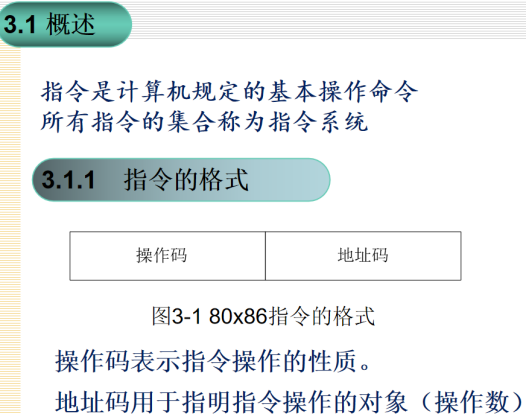 3.1 概述
指令是计算机规定的基本操作命令
所有指令的集合称为指令系统
3.1.1 指令的格式
操作码 地址码
图3-1 80x86指令的格式
操作码表示指令操作的性质。
地址码用于指明指令操作的对象（操作数）